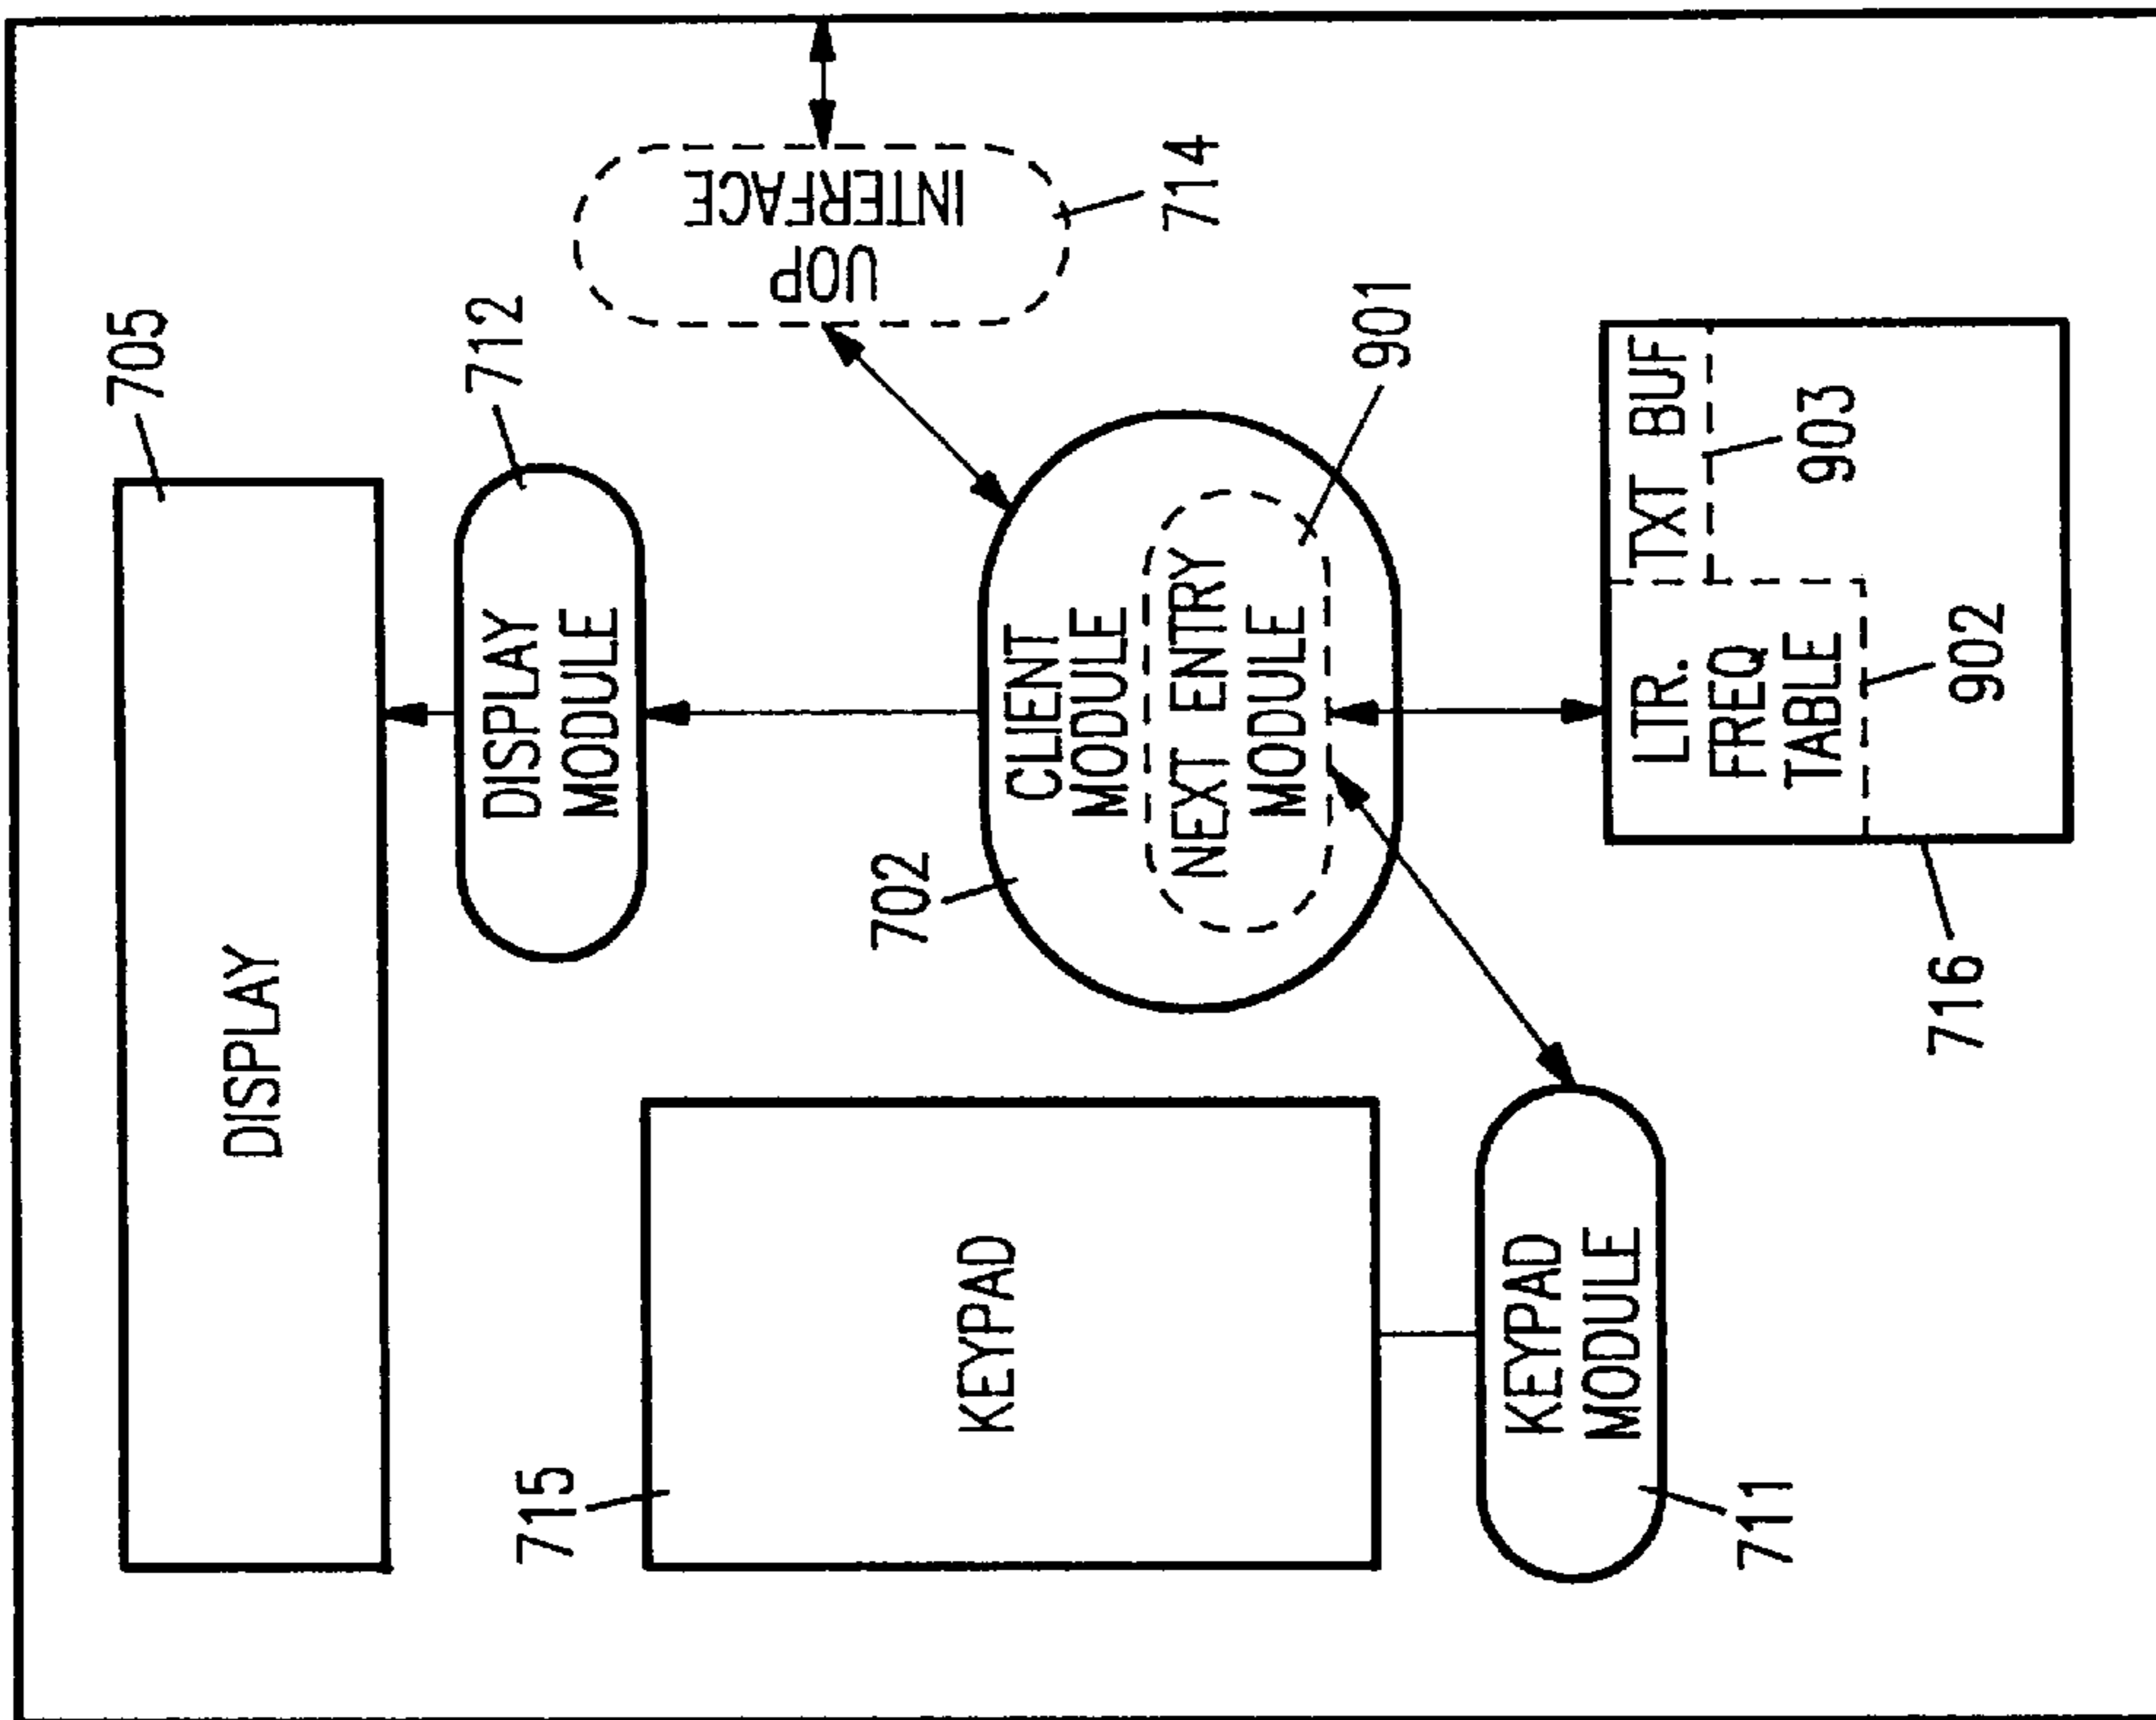 705
DISPLAY
712
DISPLAY
MODULE
715
KEYPAD
UOP
INTERFACE
714
702
CLIENT
MODULE
NEXT ENTRY
MODULE
901
KEYPAD
MODULE
711
LTR.
FREQ
TABLE
TXT BUF
903
902
716